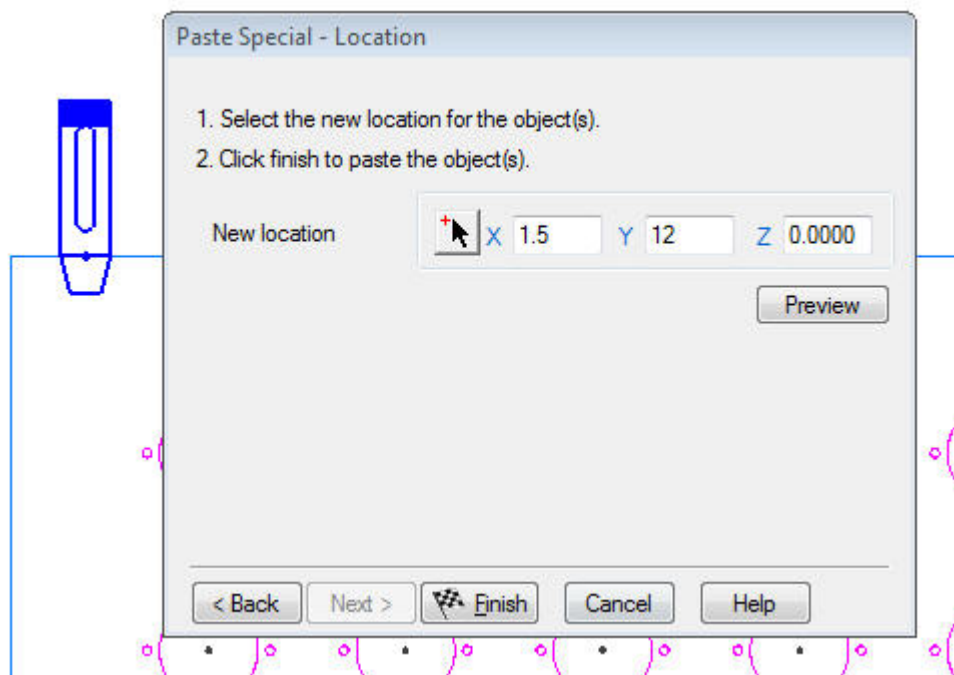 Paste Special - Location
1. Select the new location for the object(s).
2. Click finish to paste the object(s).
New location X 1.5 Y 12 Z 0.0000
Preview
< Back Next > Finish Cancel Help